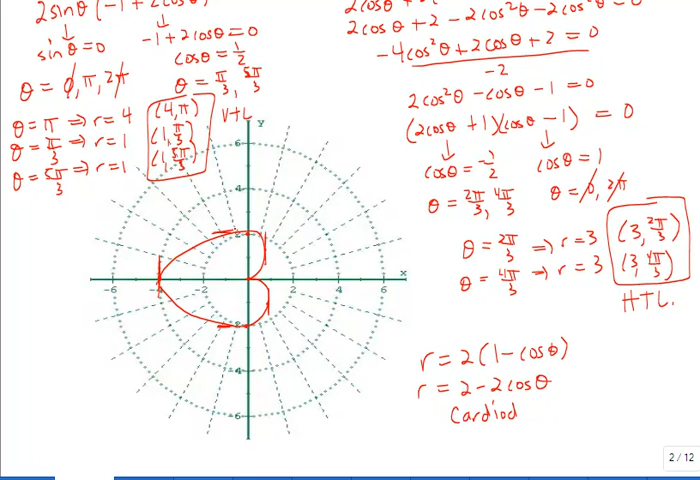 2sinθ(-1+2cosθ)
sinθ=0
-1+2cosθ=0
cosθ=1/2
θ=0,π,2π
θ=π/3, 5π/3
θ=π ⇒ r=4
θ=π/3 ⇒ r=1
θ=5π/3 ⇒ r=1
(4,π)
(1,π/3)
(1,5π/3)
VTL
2cosθ+2-2cos²θ-2cos²θ=0
-4cos²θ+2cosθ+2=0
-2
2cos²θ-cosθ-1=0
(2cosθ+1)(cosθ-1)=0
cosθ=-1/2
cosθ=1
θ=2π/3, 4π/3
θ=0, 2π
θ=2π/3 ⇒ r=3
θ=4π/3 ⇒ r=3
(3,2π/3)
(3,4π/3)
HTL.
y
6
4
2
x
-6 -4 -2 2 4 6
-2
-4
-6
r=2(1-cosθ)
r=2-2cosθ
Cardiod
2 / 12